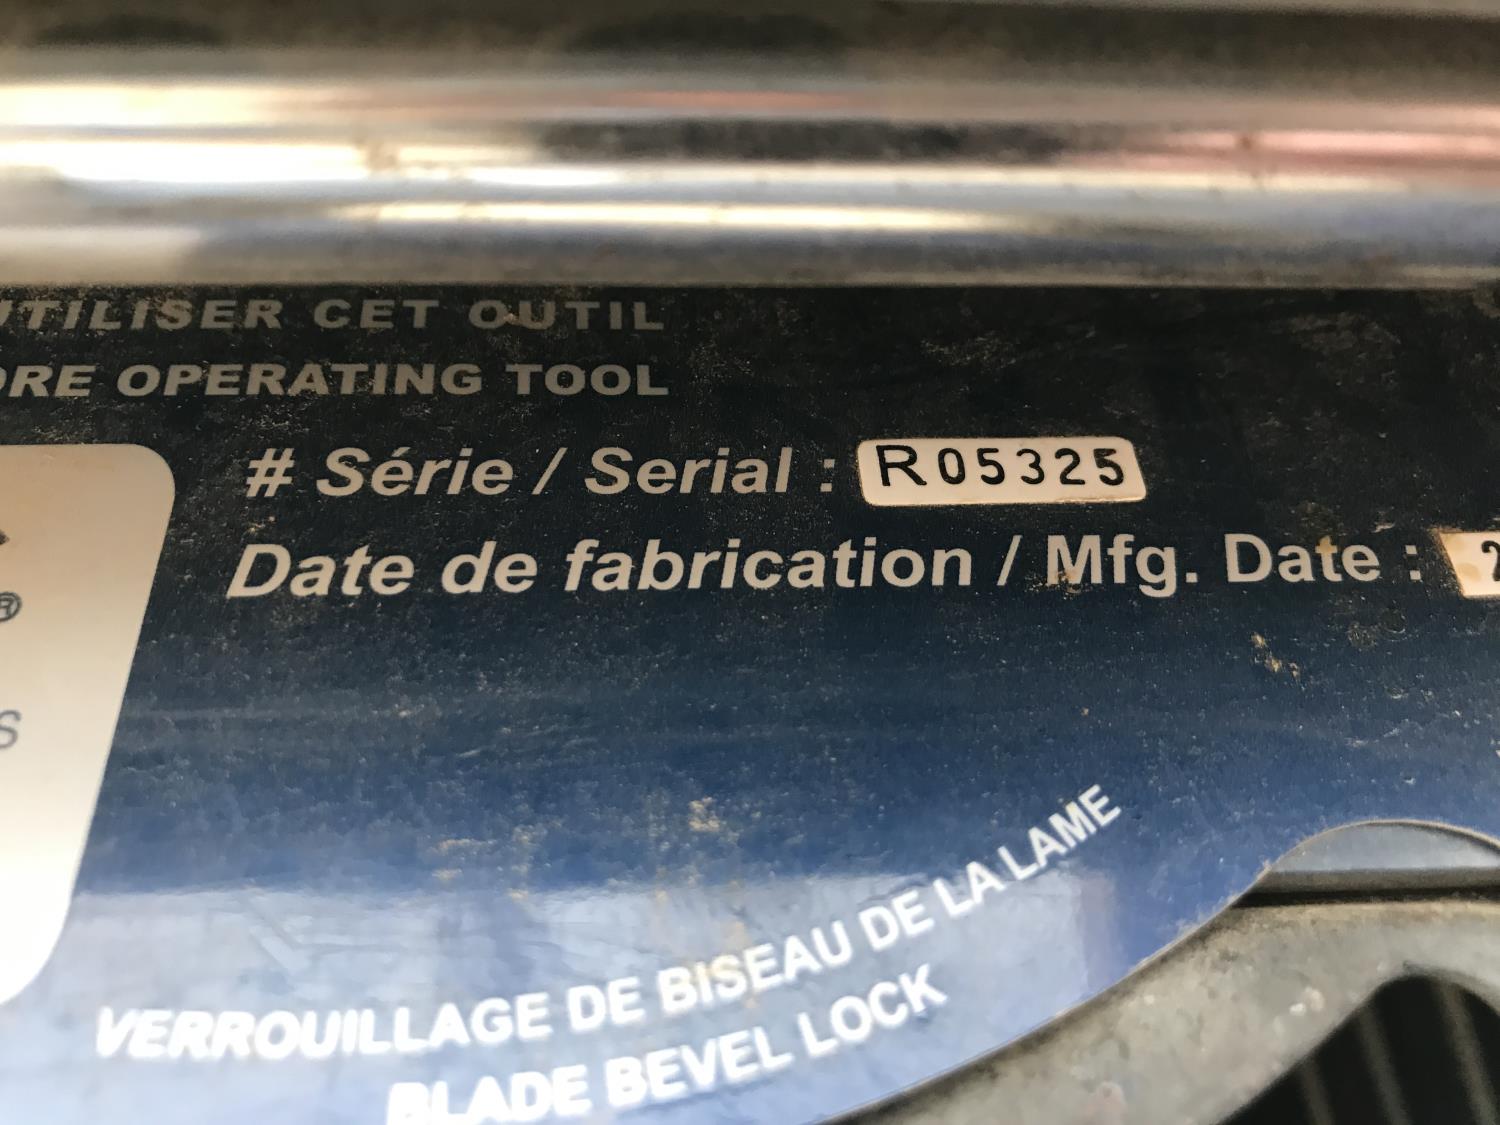 UTILISER CET OUTIL
OPERATING TOOL
# Série / Serial : R05325
Date de fabrication / Mfg. Date : 2
®
S
VERROUILLAGE DE BISEAU DE LA LAME
BLADE BEVEL LOCK